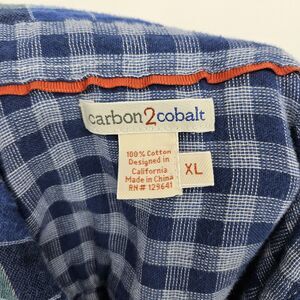 carbon2cobalt
100% Cotton
Designed in
California
Made in China
RN# 129641
XL